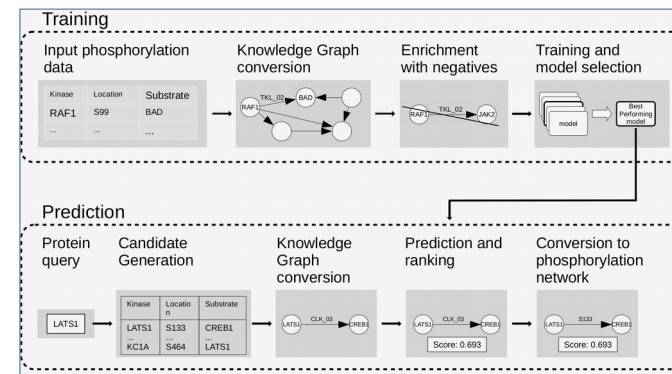 Training
Input phosphorylation
data
Kinase Location Substrate
RAF1 S99 BAD
... ... ...
Knowledge Graph
conversion
RAF1 TKL_02 BAD
Enrichment
with negatives
RAF1 TKL_02 JAK2
Training and
model selection
model
Best
Performing
model
Prediction
Protein
query
LATS1
Candidate
Generation
Kinase Locatio Substrate
n
LATS1 S133 CREB1
... ... ...
KC1A S464 LATS1
Knowledge
Graph
conversion
LATS1 CLK_03 CREB1
Prediction and
ranking
LATS1 CLK_03 CREB1
Score: 0.693
Conversion to
phosphorylation
network
LATS1 S133 CREB1
Score: 0.693